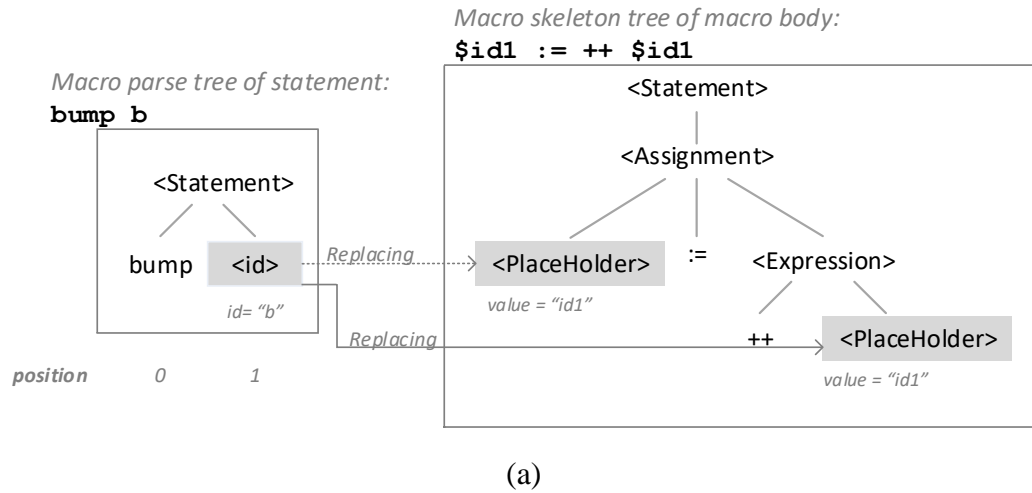 Macro skeleton tree of macro body:
$id1 := ++ $id1
Macro parse tree of statement:
bump b
<Statement>
<Assignment>
<Statement>
bump <id> Replacing <PlaceHolder> := <Expression>
id= “b” value = “id1”
Replacing ++ <PlaceHolder>
position 0 1 value = “id1”
(a)